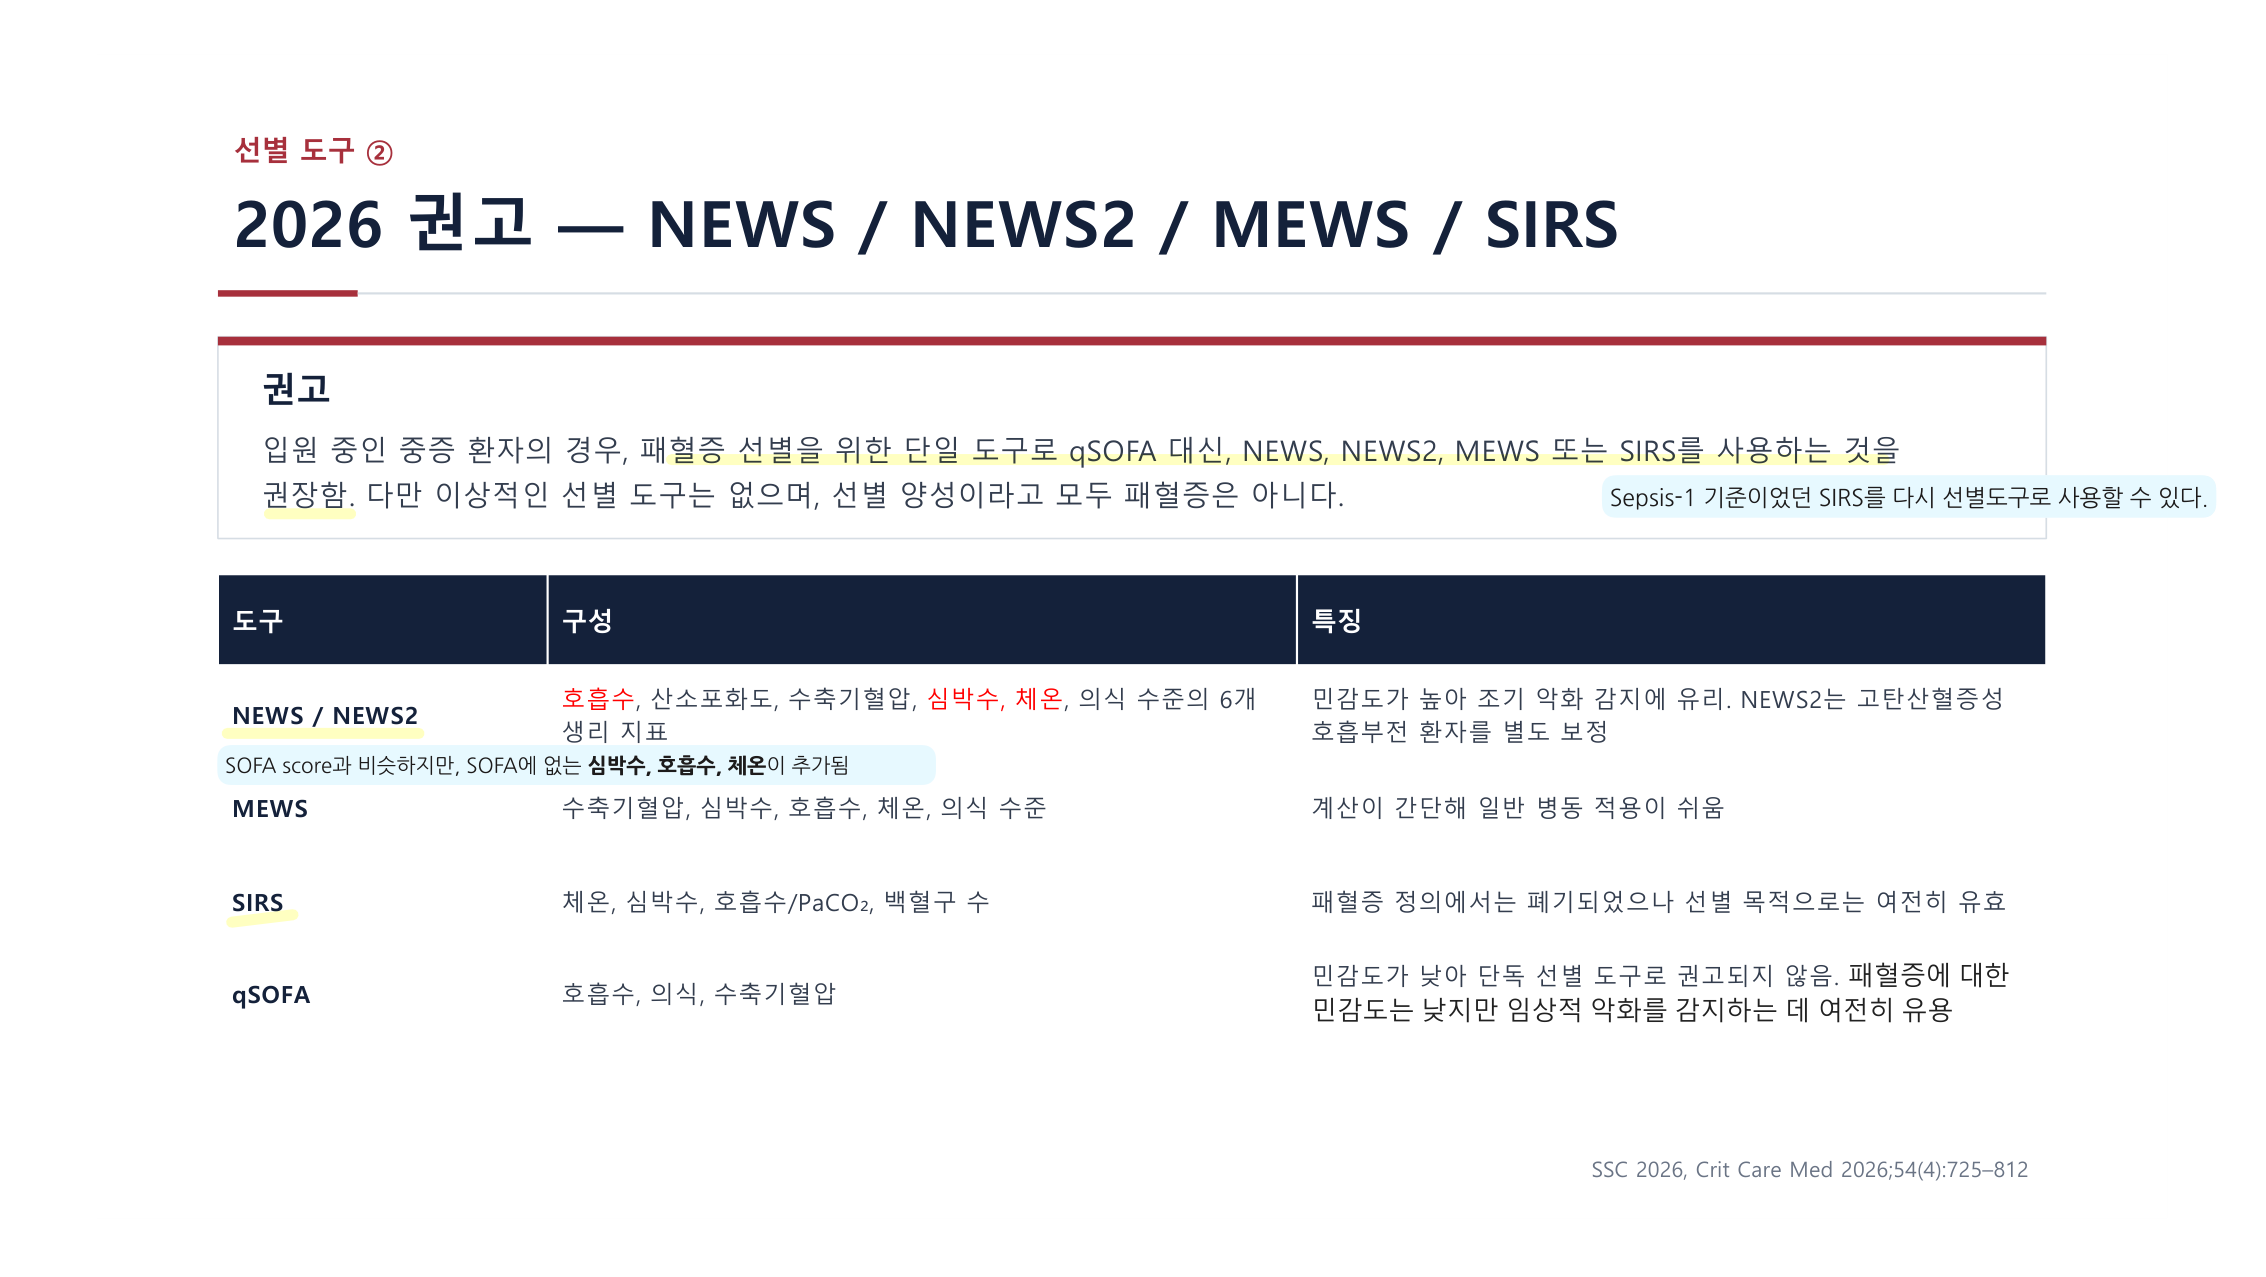 선별 도구 ②
2026 권고 — NEWS / NEWS2 / MEWS / SIRS
권고
입원 중인 중증 환자의 경우, 패혈증 선별을 위한 단일 도구로 qSOFA 대신, NEWS, NEWS2, MEWS 또는 SIRS를 사용하는 것을
권장함. 다만 이상적인 선별 도구는 없으며, 선별 양성이라고 모두 패혈증은 아니다.
Sepsis-1 기준이었던 SIRS를 다시 선별도구로 사용할 수 있다.
도구
구성
특징
NEWS / NEWS2
호흡수, 산소포화도, 수축기혈압, 심박수, 체온, 의식 수준의 6개
생리 지표
민감도가 높아 조기 악화 감지에 유리. NEWS2는 고탄산혈증성
호흡부전 환자를 별도 보정
SOFA score과 비슷하지만, SOFA에 없는 심박수, 호흡수, 체온이 추가됨
MEWS
수축기혈압, 심박수, 호흡수, 체온, 의식 수준
계산이 간단해 일반 병동 적용이 쉬움
SIRS
체온, 심박수, 호흡수/PaCO₂, 백혈구 수
패혈증 정의에서는 폐기되었으나 선별 목적으로는 여전히 유효
qSOFA
호흡수, 의식, 수축기혈압
민감도가 낮아 단독 선별 도구로 권고되지 않음. 패혈증에 대한
민감도는 낮지만 임상적 악화를 감지하는 데 여전히 유용
SSC 2026, Crit Care Med 2026;54(4):725–812